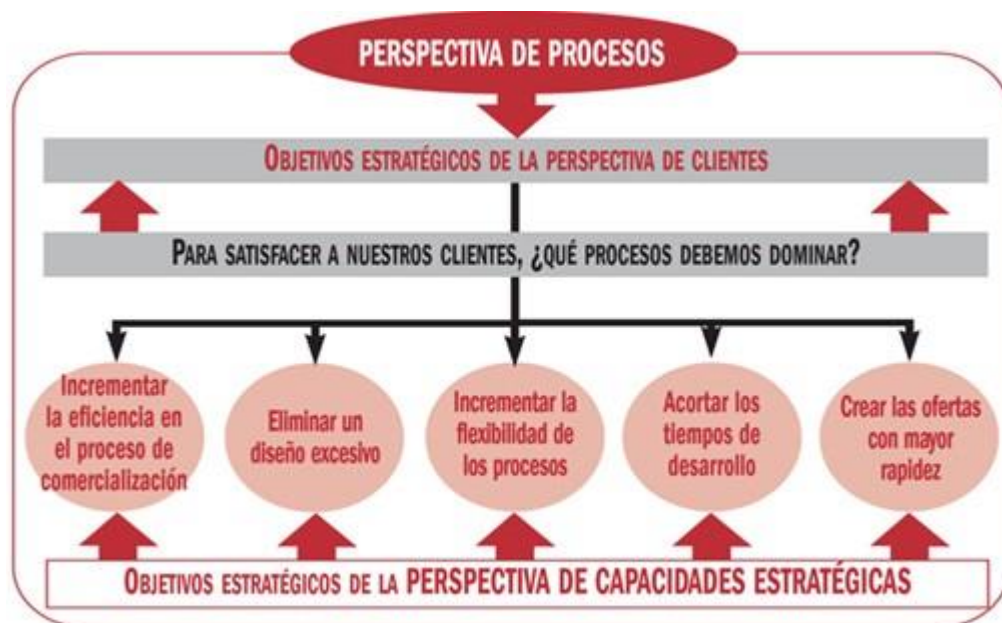 PERSPECTIVA DE PROCESOS
OBJETIVOS ESTRATÉGICOS DE LA PERSPECTIVA DE CLIENTES
PARA SATISFACER A NUESTROS CLIENTES, ¿QUÉ PROCESOS DEBEMOS DOMINAR?
Incrementar
la eficiencia en
el proceso de
comercialización
Eliminar un
diseño excesivo
Incrementar la
flexibilidad de
los procesos
Acortar los
tiempos de
desarrollo
Crear las ofertas
con mayor
rapidez
OBJETIVOS ESTRATÉGICOS DE LA PERSPECTIVA DE CAPACIDADES ESTRATÉGICAS